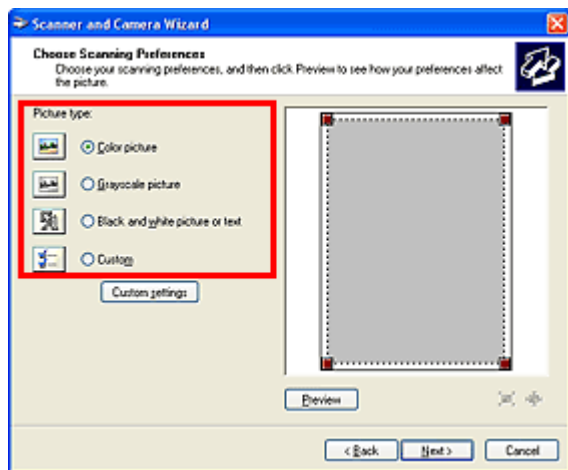 Scanner and Camera Wizard
Choose Scanning Preferences
Choose your scanning preferences, and then click Preview to see how your preferences affect
the picture.
Picture type:
Color picture
Grayscale picture
Black and white picture or text
Custom
Custom settings
Preview
< Back
Next >
Cancel